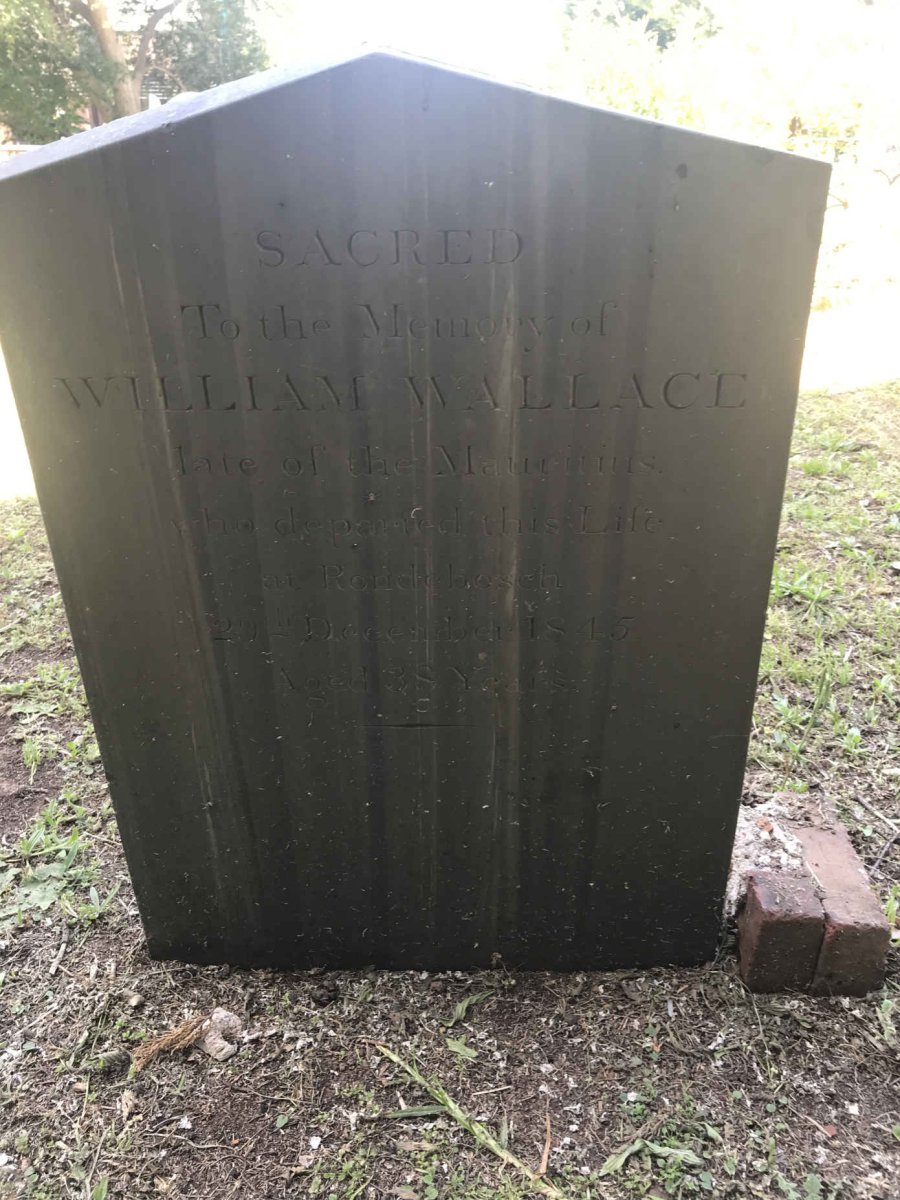 SACRED
To the Memory of
WILLIAM WALLACE
late of the Mauritius.
who departed this Life
at Rondebosch
29th December 1845
Aged 38 Years.